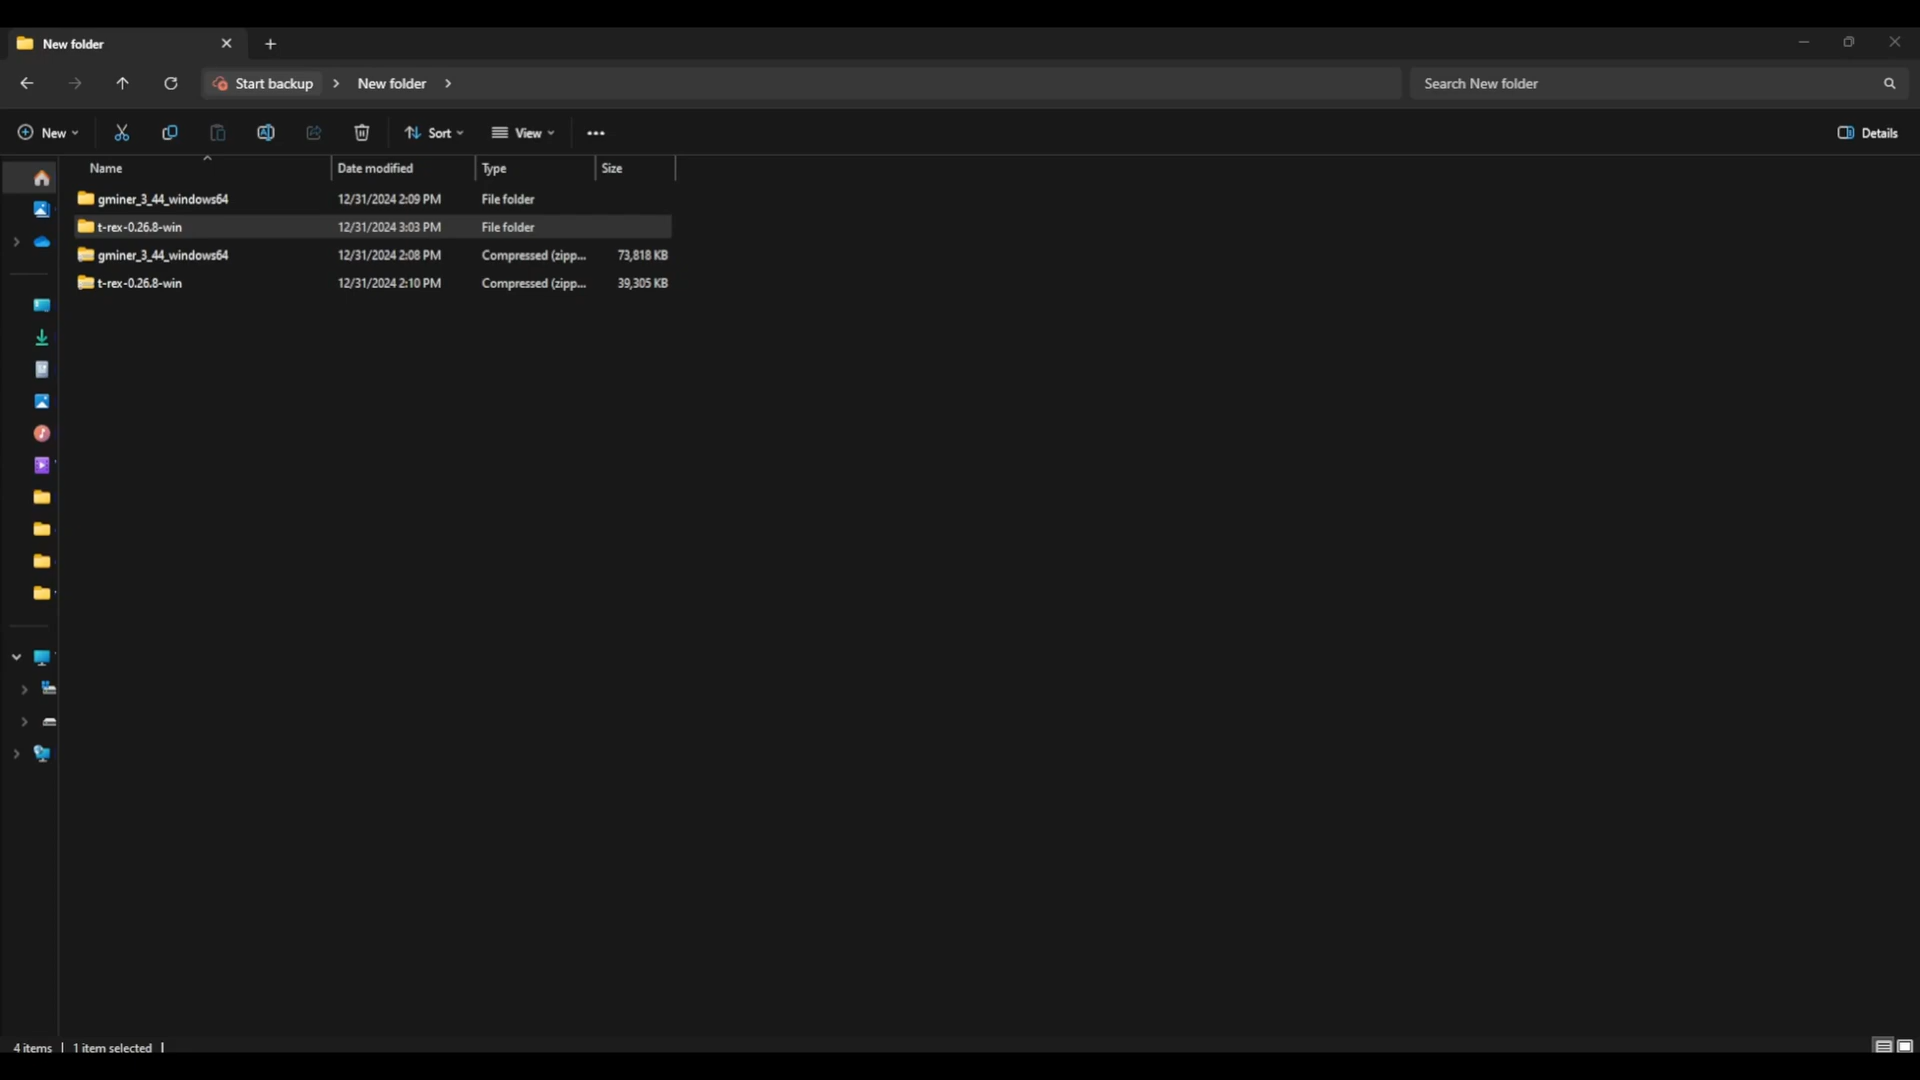 New folder
Start backup > New folder >
Search New folder
New
Sort
View
Details
Name Date modified Type Size
gminer_3_44_windows64 12/31/2024 2:09 PM File folder
t-rex-0.26.8-win 12/31/2024 3:03 PM File folder
gminer_3_44_windows64 12/31/2024 2:08 PM Compressed (zipp... 73,818 KB
t-rex-0.26.8-win 12/31/2024 2:10 PM Compressed (zipp... 39,305 KB
4 items | 1 item selected |